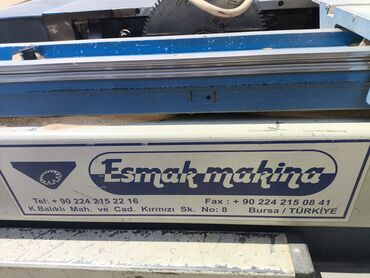 Esmak makina
Tel: + 90 224 215 22 16 Fax : + 90 224 215 08 41
K.Balıklı Mah. ve Cad. Kırmızı Sk. No: 8 Bursa / TÜRKİYE